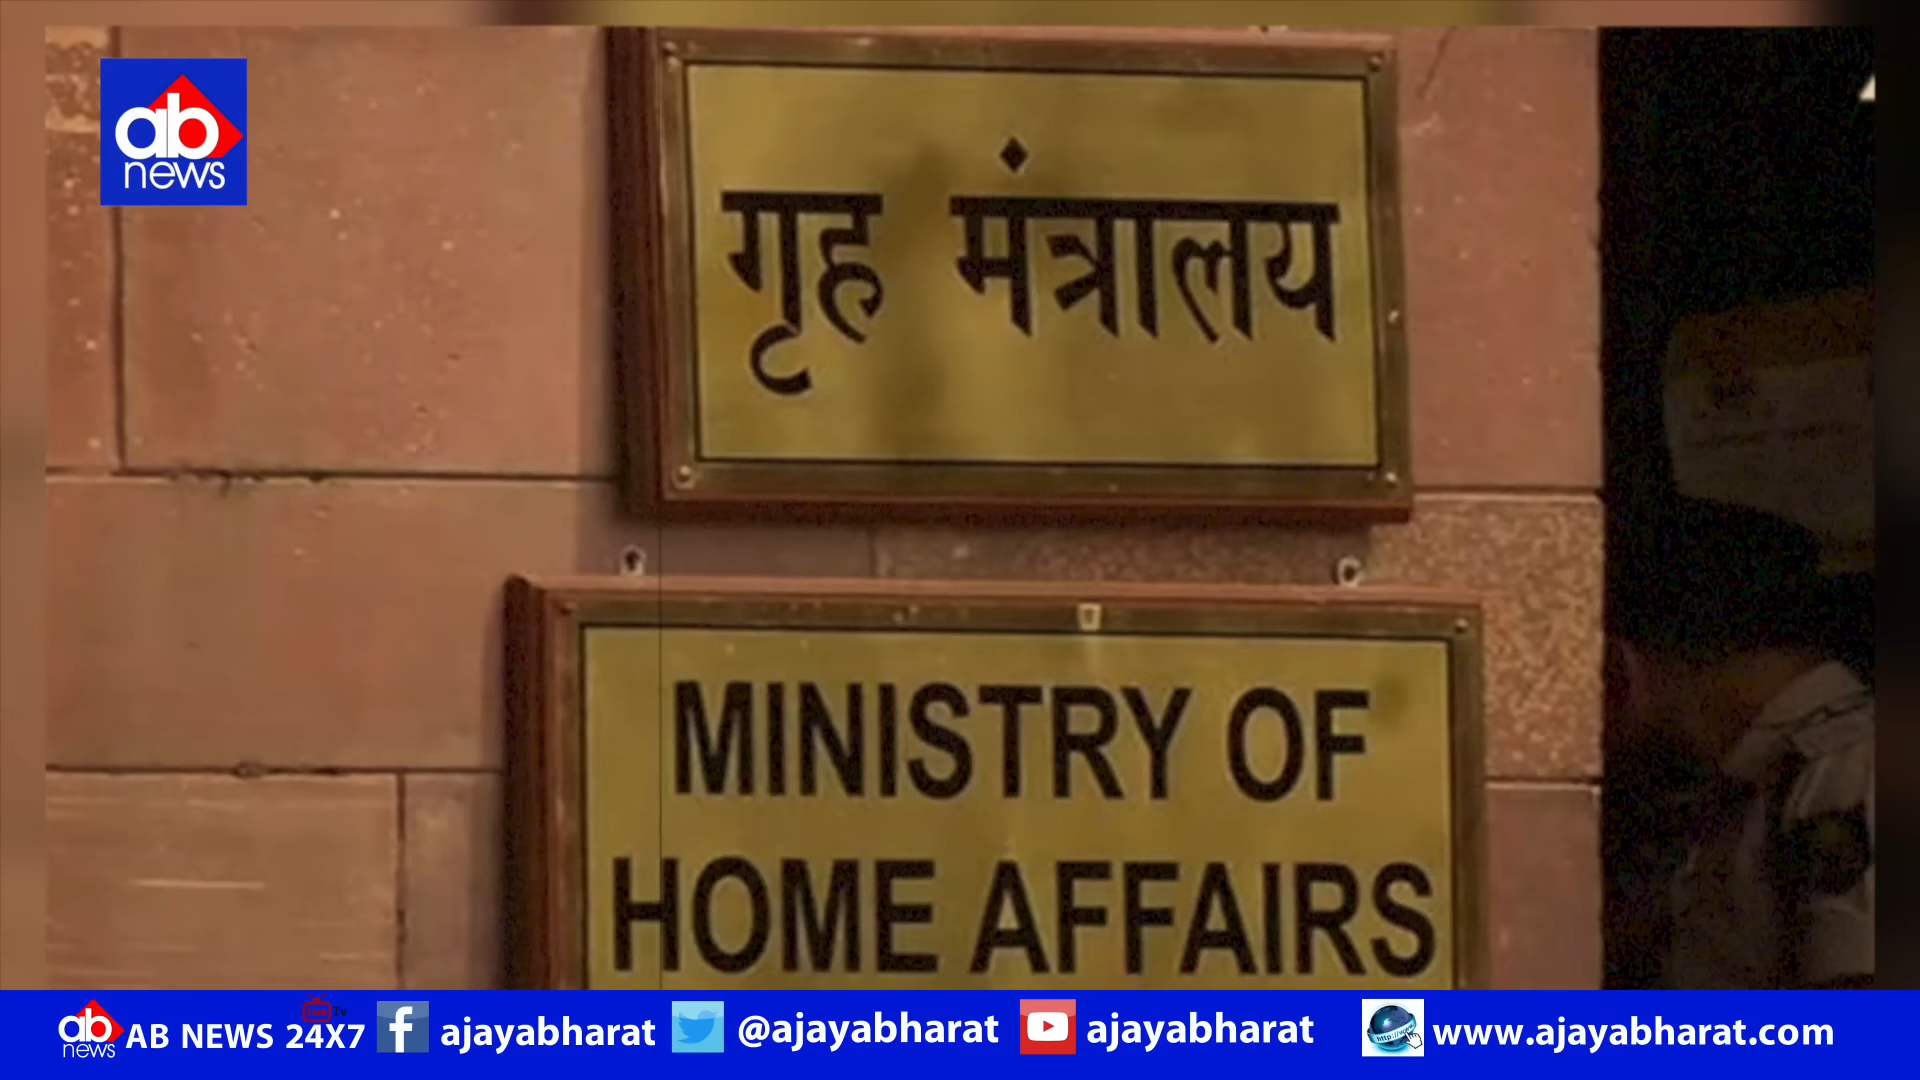 ab
news
गृह मंत्रालय
MINISTRY OF
HOME AFFAIRS
ab
news
AB NEWS 24X7 ajayabharat @ajayabharat ajayabharat www.ajayabharat.com